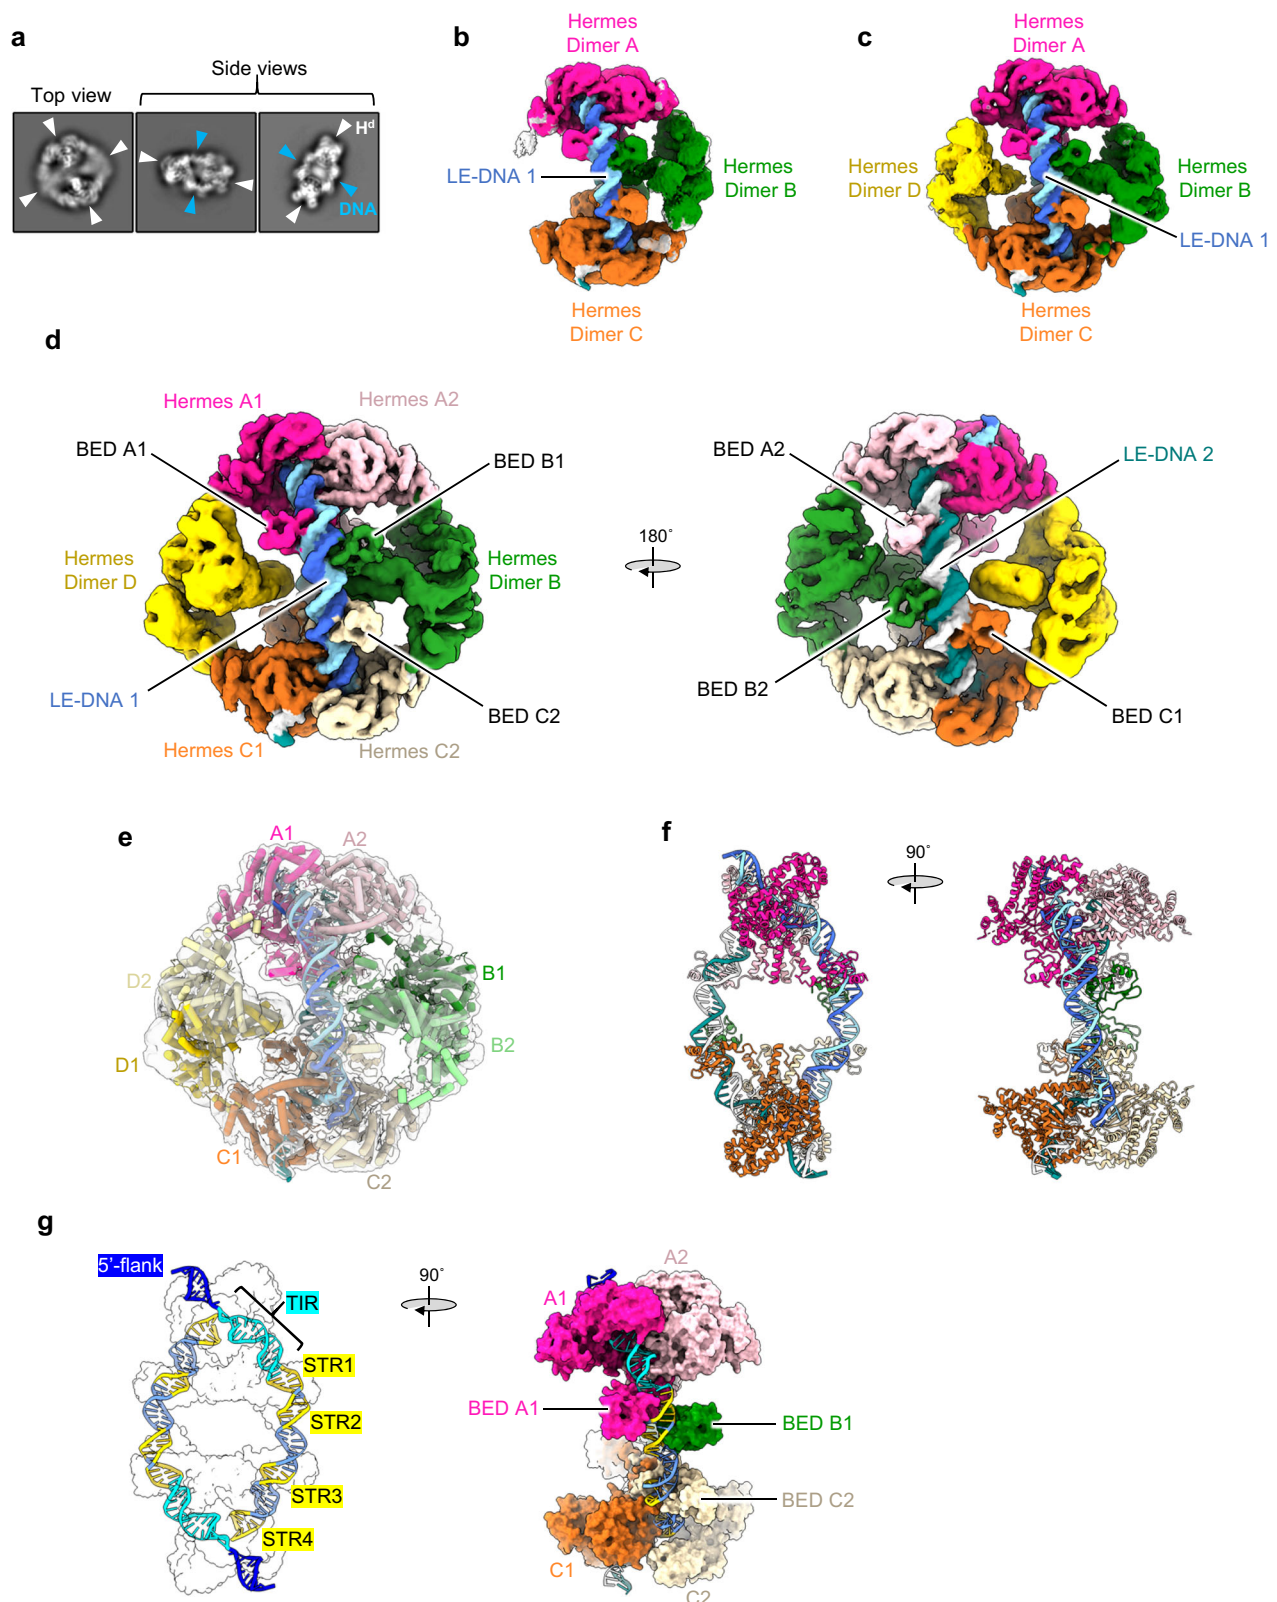 a
Side views
Top view
Hᵈ
DNA
b
Hermes
Dimer A
LE-DNA 1
Hermes
Dimer B
Hermes
Dimer C
c
Hermes
Dimer A
Hermes
Dimer D
Hermes
Dimer B
LE-DNA 1
Hermes
Dimer C
d
Hermes A1
Hermes A2
BED A1
BED B1
Hermes
Dimer D
Hermes
Dimer B
LE-DNA 1
BED C2
Hermes C1
Hermes C2
180°
BED A2
LE-DNA 2
BED B2
BED C1
e
A1
A2
D2
B1
D1
B2
C1
C2
f
90°
g
5'-flank
TIR
STR1
STR2
STR3
STR4
90°
A2
A1
BED A1
BED B1
BED C2
C1
C2